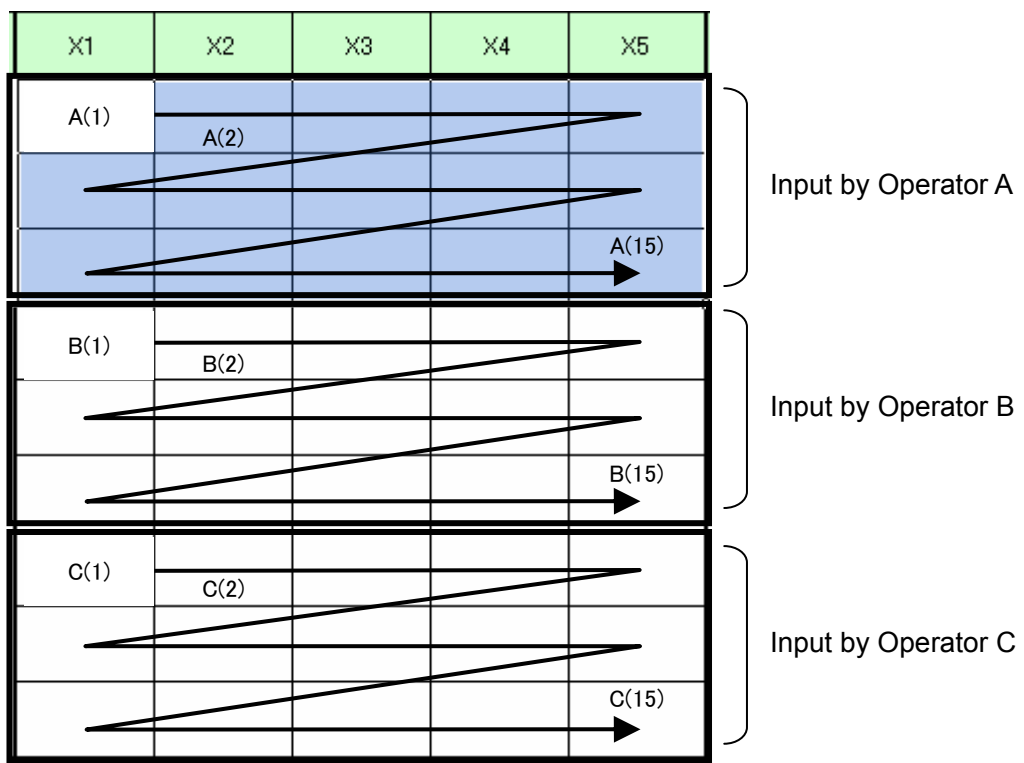 X1 X2 X3 X4 X5
A(1)
A(2)
A(15)
Input by Operator A
B(1)
B(2)
B(15)
Input by Operator B
C(1)
C(2)
C(15)
Input by Operator C